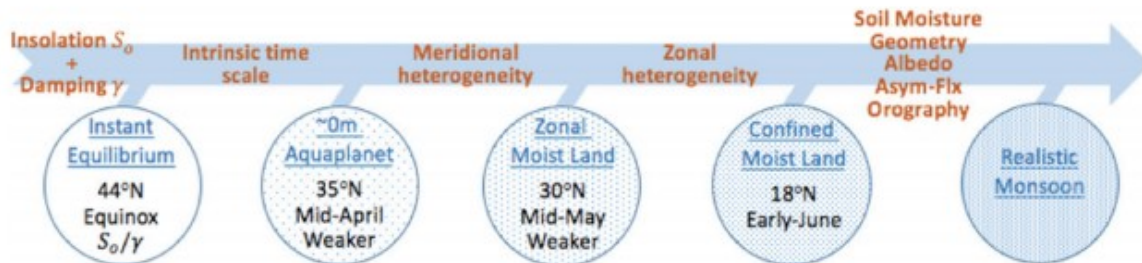 Insolation Sₒ
+
Damping γ
Intrinsic time
scale
Meridional
heterogeneity
Zonal
heterogeneity
Soil Moisture
Geometry
Albedo
Asym-Flx
Orography
Instant
Equilibrium
44°N
Equinox
Sₒ/γ
~0m
Aquaplanet
35°N
Mid-April
Weaker
Zonal
Moist Land
30°N
Mid-May
Weaker
Confined
Moist Land
18°N
Early-June
Realistic
Monsoon